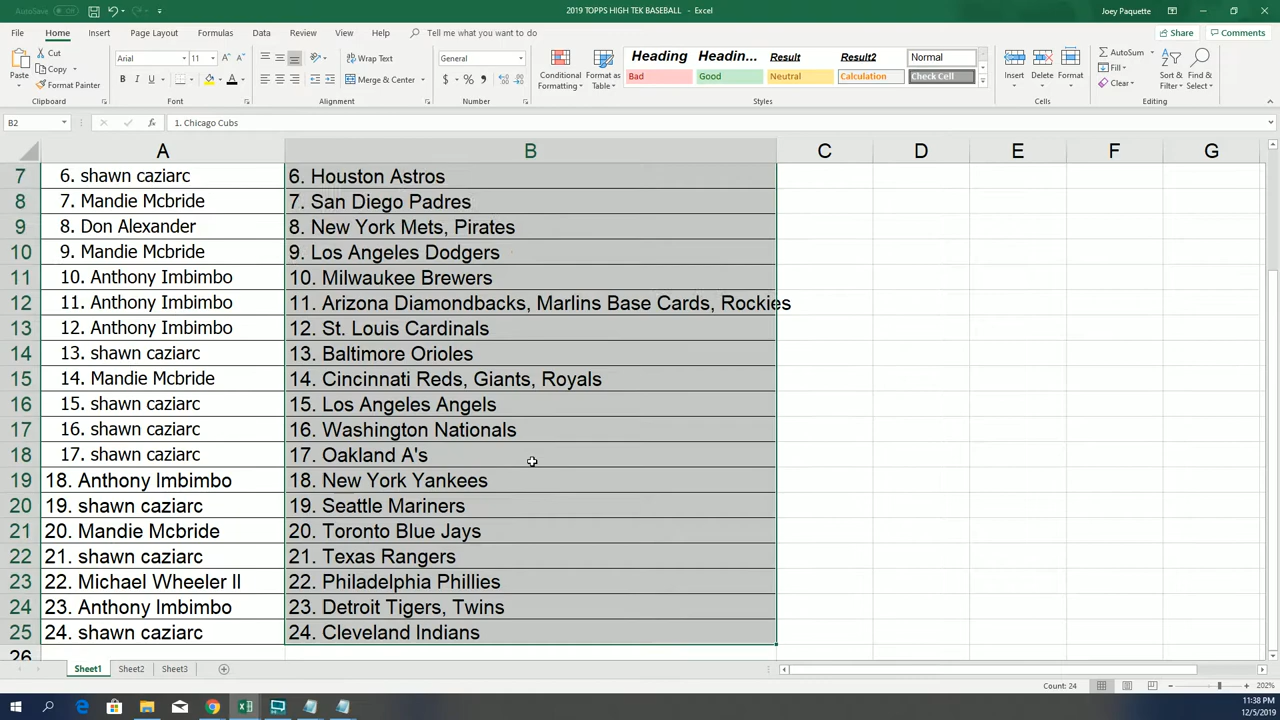 AutoSave Off 2019 TOPPS HIGH TEK BASEBALL - Excel Joey Paquette
File Home Insert Page Layout Formulas Data Review View Help Tell me what you want to do Share Comments
Paste Cut Copy Format Painter Clipboard
Arial 11 B I U Font
Wrap Text Merge & Center Alignment
General $ % , Number
Conditional Formatting Format as Table
Heading Headin... Result Result2 Normal
Bad Good Neutral Calculation Check Cell
Styles
Insert Delete Format Cells
AutoSum Fill Clear Sort & Filter Find & Select Editing
B2 fx 1. Chicago Cubs
A B C D E F G
7 6. shawn caziarc 6. Houston Astros
8 7. Mandie Mcbride 7. San Diego Padres
9 8. Don Alexander 8. New York Mets, Pirates
10 9. Mandie Mcbride 9. Los Angeles Dodgers
11 10. Anthony Imbimbo 10. Milwaukee Brewers
12 11. Anthony Imbimbo 11. Arizona Diamondbacks, Marlins Base Cards, Rockies
13 12. Anthony Imbimbo 12. St. Louis Cardinals
14 13. shawn caziarc 13. Baltimore Orioles
15 14. Mandie Mcbride 14. Cincinnati Reds, Giants, Royals
16 15. shawn caziarc 15. Los Angeles Angels
17 16. shawn caziarc 16. Washington Nationals
18 17. shawn caziarc 17. Oakland A's
19 18. Anthony Imbimbo 18. New York Yankees
20 19. shawn caziarc 19. Seattle Mariners
21 20. Mandie Mcbride 20. Toronto Blue Jays
22 21. shawn caziarc 21. Texas Rangers
23 22. Michael Wheeler ll 22. Philadelphia Phillies
24 23. Anthony Imbimbo 23. Detroit Tigers, Twins
25 24. shawn caziarc 24. Cleveland Indians
26
Sheet1 Sheet2 Sheet3
Count: 24 202%
11:38 PM
12/5/2019